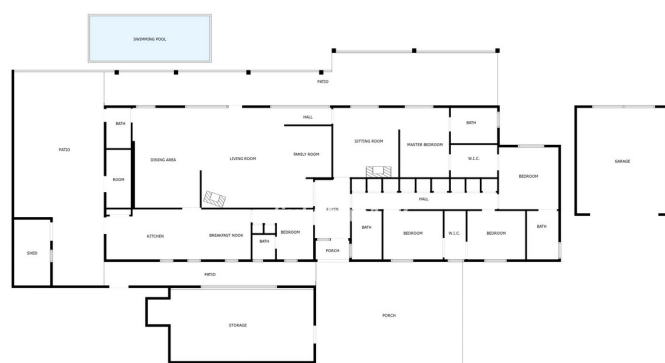 SWIMMING POOL
PATIO
HALL
BATH
BATH
SITTING ROOM
MASTER BEDROOM
PATIO
DINING AREA
LIVING ROOM
FAMILY ROOM
W.I.C.
GARAGE
ROOM
BEDROOM
HALL
BATH
BEDROOM
W.I.C.
BEDROOM
BATH
KITCHEN
BREAKFAST NOOK
BEDROOM
BATH
PORCH
SHED
PATIO
STORAGE
PORCH